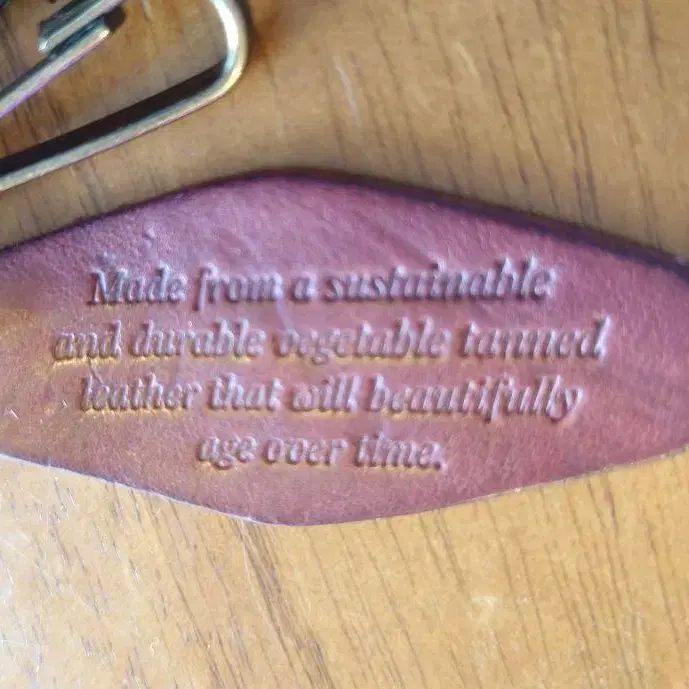 Made from a sustainable
and durable vegetable tanned
leather that will beautifully
age over time.